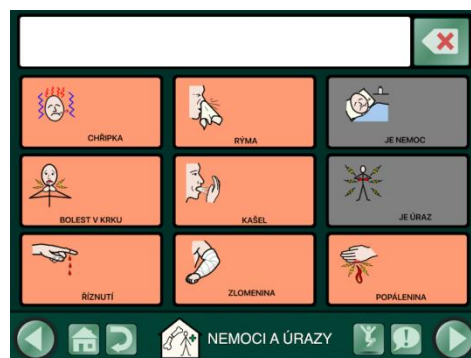 CHŘIPKA
RÝMA
JE NEMOC
BOLEST V KRKU
KAŠEL
JE ÚRAZ
ŘÍZNUTÍ
ZLOMENINA
POPÁLENINA
NEMOCI A ÚRAZY